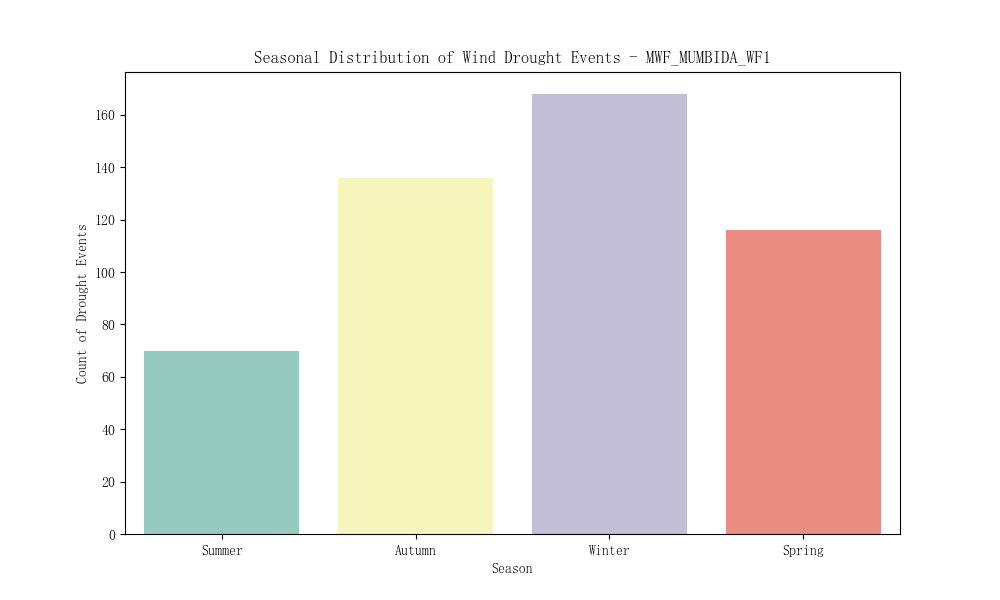 Seasonal Distribution of Wind Drought Events - MWF_MUMBIDA_WF1
160
140
120
100
80
60
40
20
0
Count of Drought Events
Summer Autumn Winter Spring
Season